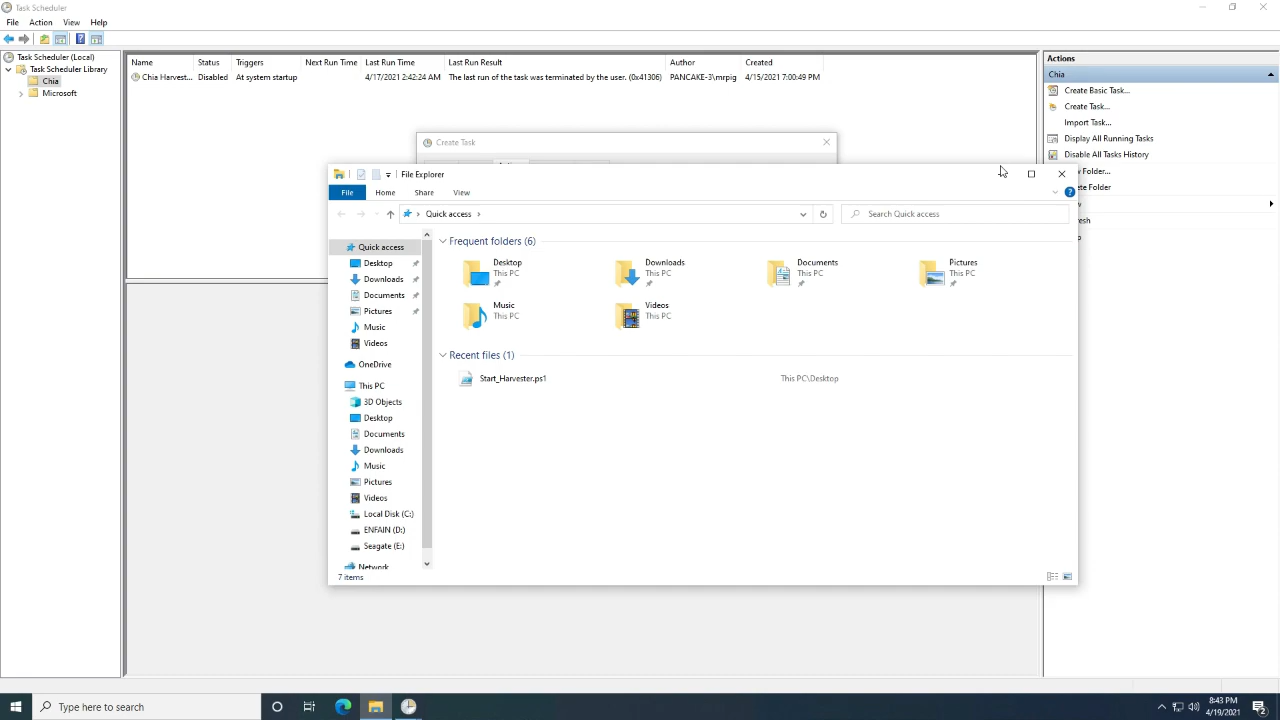 Task Scheduler
File Action View Help
Task Scheduler (Local)
Task Scheduler Library
Chia
Microsoft
Name Status Triggers Next Run Time Last Run Time Last Run Result Author Created
Chia Harvest... Disabled At system startup 4/17/2021 2:42:24 AM The last run of the task was terminated by the user. (0x41306) PANCAKE-3\mrpig 4/15/2021 7:00:49 PM
Actions
Chia
Create Basic Task...
Create Task...
Import Task...
Display All Running Tasks
Disable All Tasks History
Create Task
File Explorer
File Home Share View
Quick access
Search Quick access
Quick access
Desktop
Downloads
Documents
Pictures
Music
Videos
OneDrive
This PC
3D Objects
Desktop
Documents
Downloads
Music
Pictures
Videos
Local Disk (C:)
ENFAIN (D:)
Seagate (E:)
Network
Frequent folders (6)
Desktop
This PC
Downloads
This PC
Documents
This PC
Pictures
This PC
Music
This PC
Videos
This PC
Recent files (1)
Start_Harvester.ps1 This PC\Desktop
7 items
Type here to search
8:43 PM
4/19/2021
2